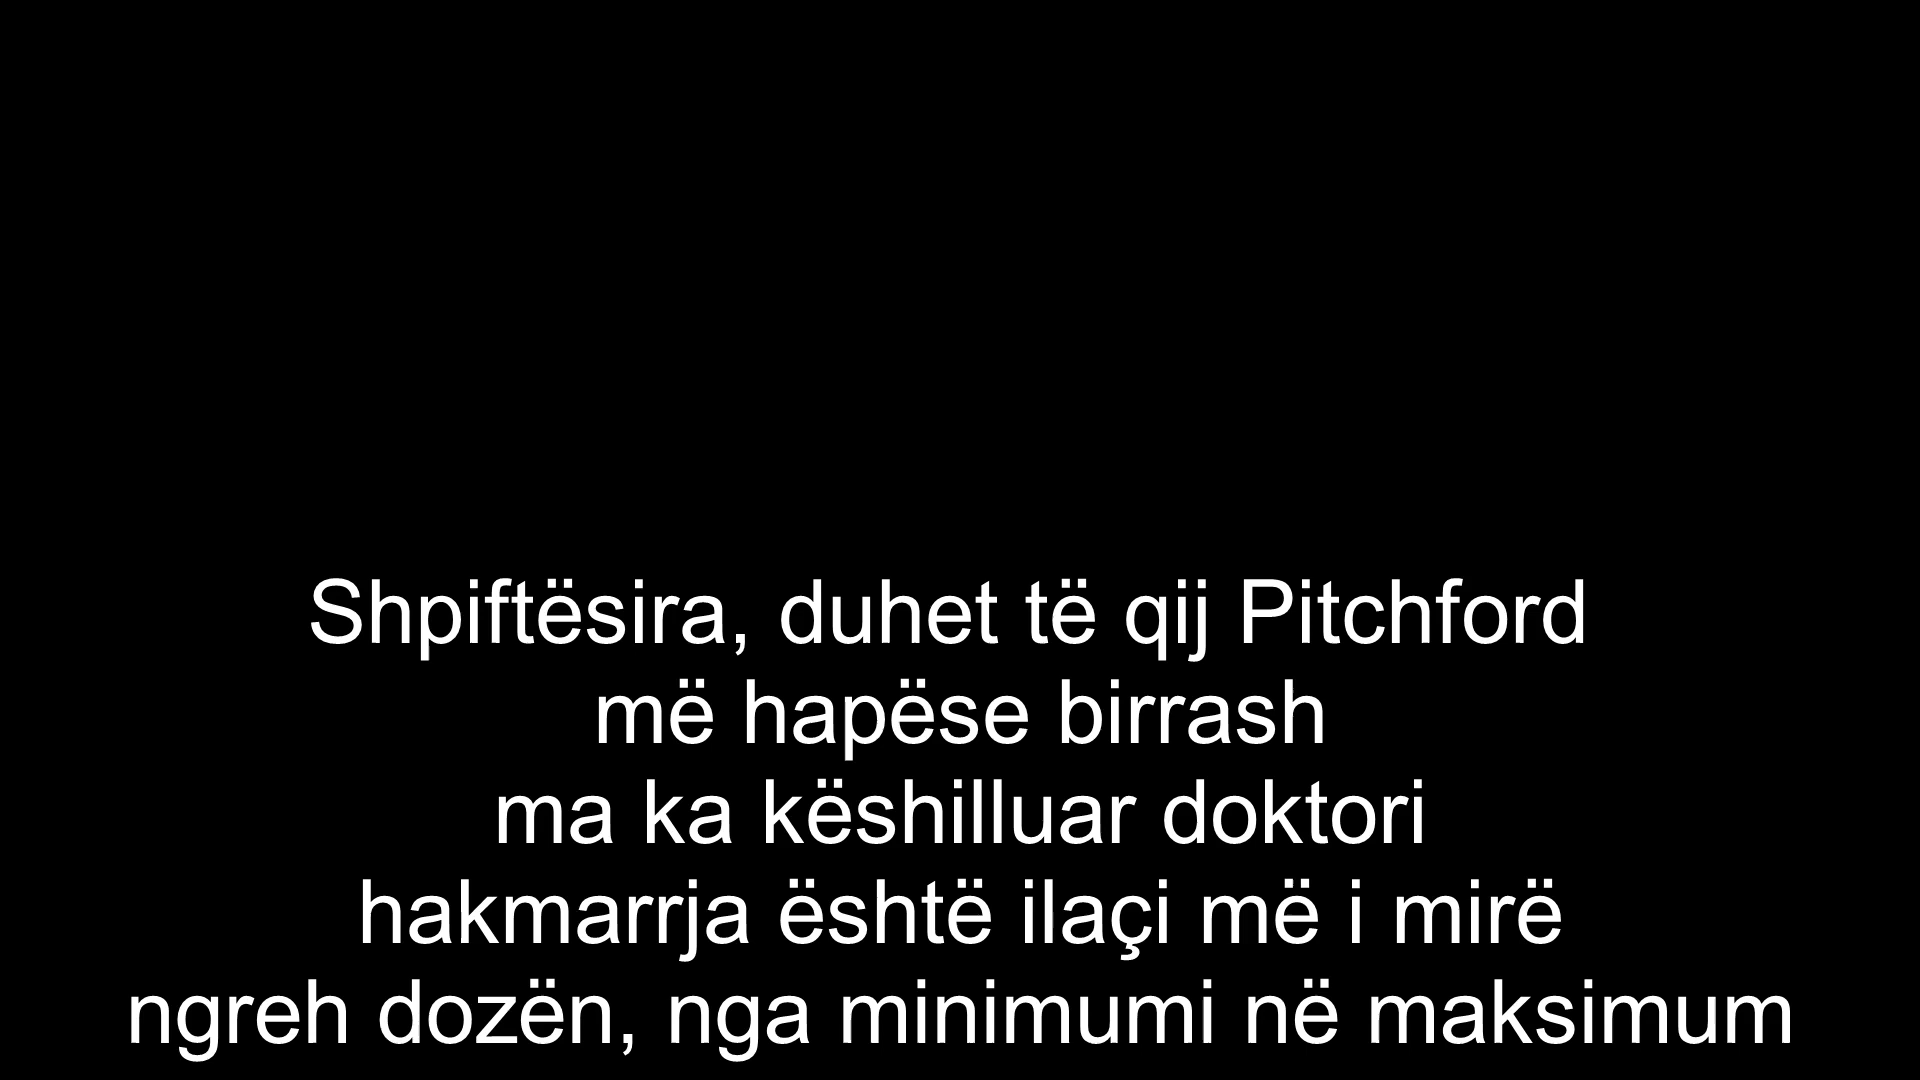 Shpiftësira, duhet të qij Pitchford
më hapëse birrash
ma ka këshilluar doktori
hakmarrja është ilaçi më i mirë
ngreh dozën, nga minimumi në maksimum